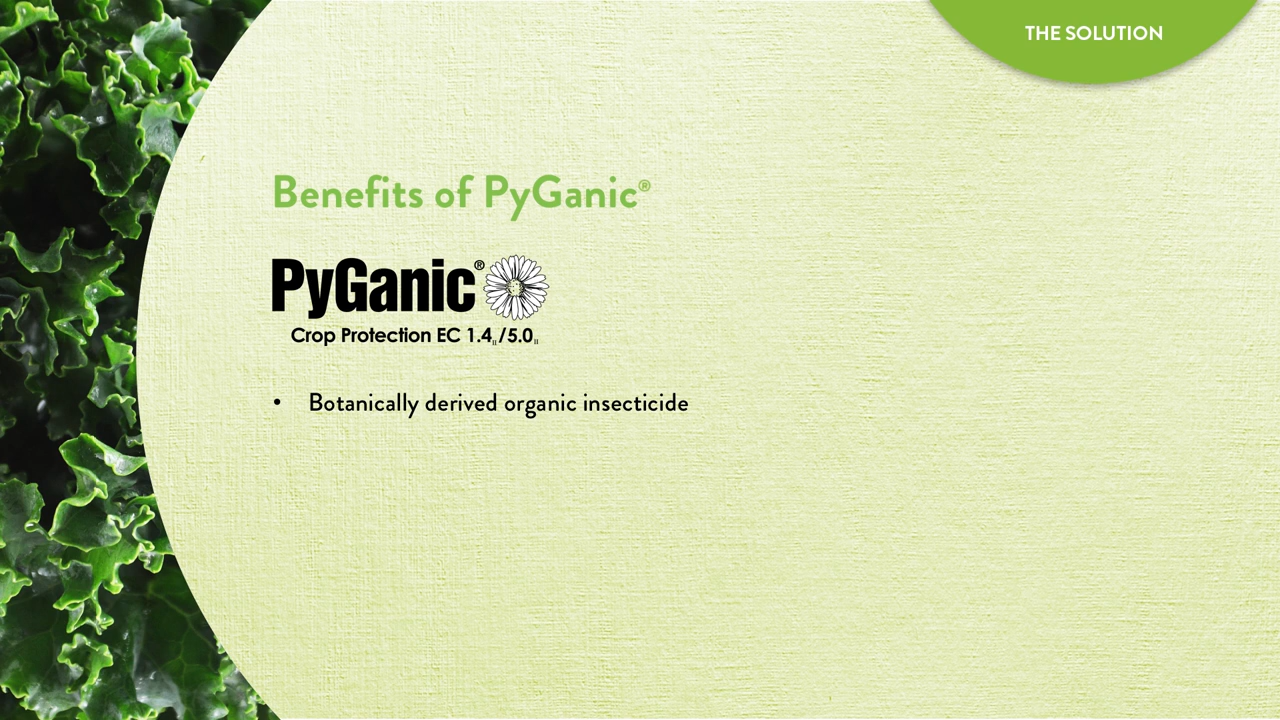 THE SOLUTION
Benefits of PyGanic®
PyGanic®
Crop Protection EC 1.4II/5.0II
• Botanically derived organic insecticide